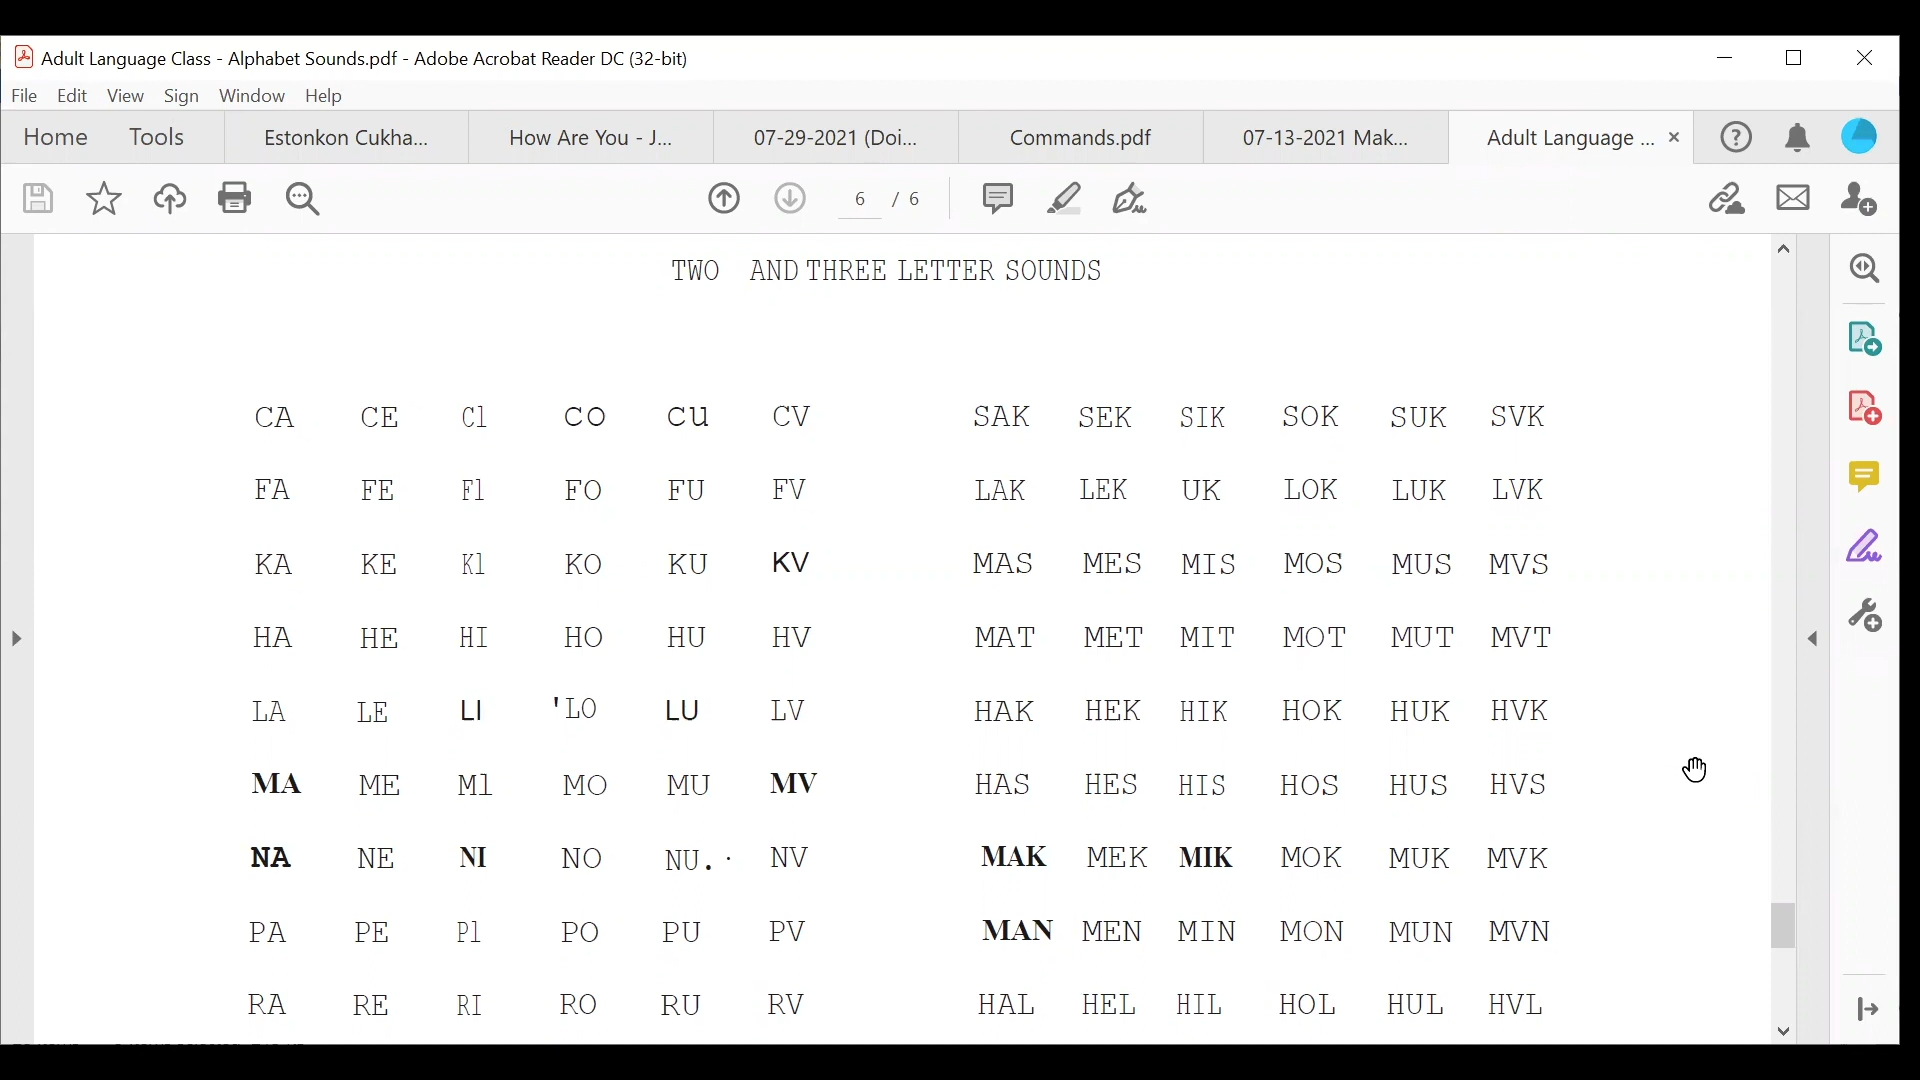 Adult Language Class - Alphabet Sounds.pdf - Adobe Acrobat Reader DC (32-bit)
File Edit View Sign Window Help
Home Tools Estonkon Cukha... How Are You - J... 07-29-2021 (Doi... Commands.pdf 07-13-2021 Mak... Adult Language ...
6 / 6
TWO AND THREE LETTER SOUNDS
CA CE Cl CO cu CV SAK SEK SIK SOK SUK SVK
FA FE Fl FO FU FV LAK LEK UK LOK LUK LVK
KA KE Kl KO KU KV MAS MES MIS MOS MUS MVS
HA HE HI HO HU HV MAT MET MIT MOT MUT MVT
LA LE LI 'LO LU LV HAK HEK HIK HOK HUK HVK
MA ME Ml MO MU MV HAS HES HIS HOS HUS HVS
NA NE NI NO NU. · NV MAK MEK MIK MOK MUK MVK
PA PE Pl PO PU PV MAN MEN MIN MON MUN MVN
RA RE RI RO RU RV HAL HEL HIL HOL HUL HVL